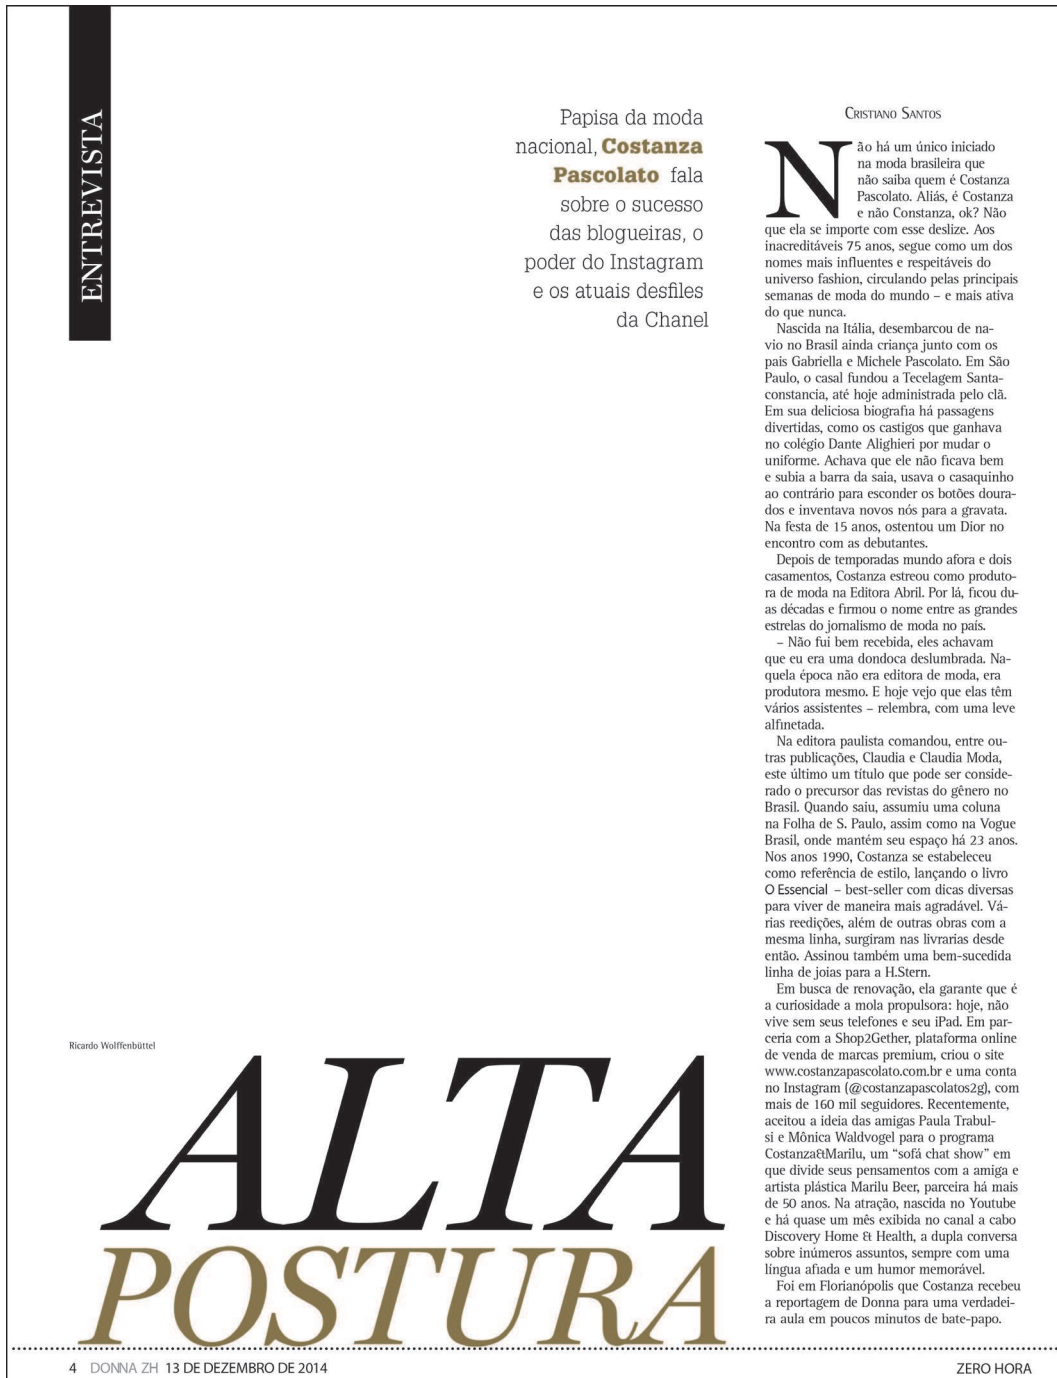 ENTREVISTA
Papisa da moda
nacional, Costanza
Pascolato fala
sobre o sucesso
das blogueiras, o
poder do Instagram
e os atuais desfiles
da Chanel
CRISTIANO SANTOS
Não há um único iniciado
na moda brasileira que
não saiba quem é Costanza
Pascolato. Aliás, é Costanza
e não Constanza, ok? Não
que ela se importe com esse deslize. Aos
inacreditáveis 75 anos, segue como um dos
nomes mais influentes e respeitáveis do
universo fashion, circulando pelas principais
semanas de moda do mundo – e mais ativa
do que nunca.
Nascida na Itália, desembarcou de na-
vio no Brasil ainda criança junto com os
pais Gabriella e Michele Pascolato. Em São
Paulo, o casal fundou a Tecelagem Santa-
constancia, até hoje administrada pelo clã.
Em sua deliciosa biografia há passagens
divertidas, como os castigos que ganhava
no colégio Dante Alighieri por mudar o
uniforme. Achava que ele não ficava bem
e subia a barra da saia, usava o casaquinho
ao contrário para esconder os botões doura-
dos e inventava novos nós para a gravata.
Na festa de 15 anos, ostentou um Dior no
encontro com as debutantes.
Depois de temporadas mundo afora e dois
casamentos, Costanza estreou como produto-
ra de moda na Editora Abril. Por lá, ficou du-
as décadas e firmou o nome entre as grandes
estrelas do jornalismo de moda no país.
– Não fui bem recebida, eles achavam
que eu era uma dondoca deslumbrada. Na-
quela época não era editora de moda, era
produtora mesmo. E hoje vejo que elas têm
vários assistentes – relembra, com uma leve
alfinetada.
Na editora paulista comandou, entre ou-
tras publicações, Claudia e Claudia Moda,
este último um título que pode ser conside-
rado o precursor das revistas do gênero no
Brasil. Quando saiu, assumiu uma coluna
na Folha de S. Paulo, assim como na Vogue
Brasil, onde mantém seu espaço há 23 anos.
Nos anos 1990, Costanza se estabeleceu
como referência de estilo, lançando o livro
O Essencial – best-seller com dicas diversas
para viver de maneira mais agradável. Vá-
rias reedições, além de outras obras com a
mesma linha, surgiram nas livrarias desde
então. Assinou também uma bem-sucedida
linha de joias para a H.Stern.
Em busca de renovação, ela garante que é
a curiosidade a mola propulsora: hoje, não
vive sem seus telefones e seu iPad. Em par-
ceria com a Shop2Gether, plataforma online
de venda de marcas premium, criou o site
www.costanzapascolato.com.br e uma conta
no Instagram (@costanzapascolatos2g), com
mais de 160 mil seguidores. Recentemente,
aceitou a ideia das amigas Paula Trabul-
si e Mônica Waldvogel para o programa
Costanza&Marilu, um “sofá chat show” em
que divide seus pensamentos com a amiga e
artista plástica Marilu Beer, parceira há mais
de 50 anos. Na atração, nascida no Youtube
e há quase um mês exibida no canal a cabo
Discovery Home & Health, a dupla conversa
sobre inúmeros assuntos, sempre com uma
língua afiada e um humor memorável.
Foi em Florianópolis que Costanza recebeu
a reportagem de Donna para uma verdadei-
ra aula em poucos minutos de bate-papo.
Ricardo Wolffenbüttel
ALTA
POSTURA
4 DONNA ZH 13 DE DEZEMBRO DE 2014
ZERO HORA